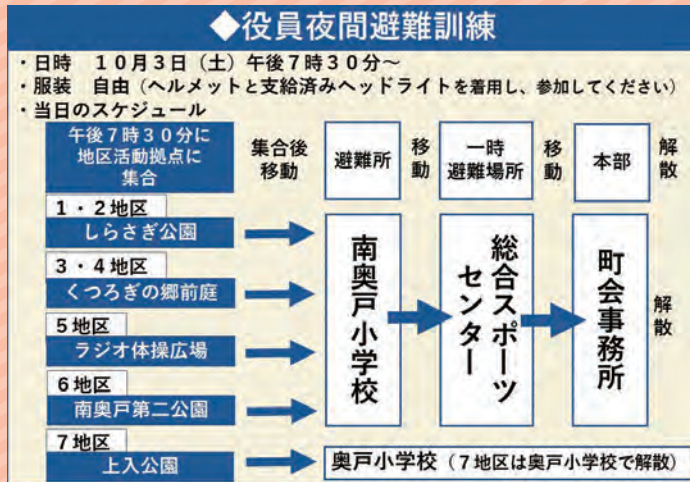 ◆役員夜間避難訓練
・日時 １０月３日（土）午後７時３０分～
・服装 自由（ヘルメットと支給済みヘッドライトを着用し、参加してください）
・当日のスケジュール
午後７時３０分に
地区活動拠点に
集合
集合後
移動
避難所
移動
一時
避難場所
移動
本部
解散
１・２地区
しらさぎ公園
３・４地区
くつろぎの郷前庭
５地区
ラジオ体操広場
６地区
南奥戸第二公園
南奥戸小学校
総合スポーツ
センター
町会事務所
解散
７地区
上入公園
奥戸小学校（７地区は奥戸小学校で解散）